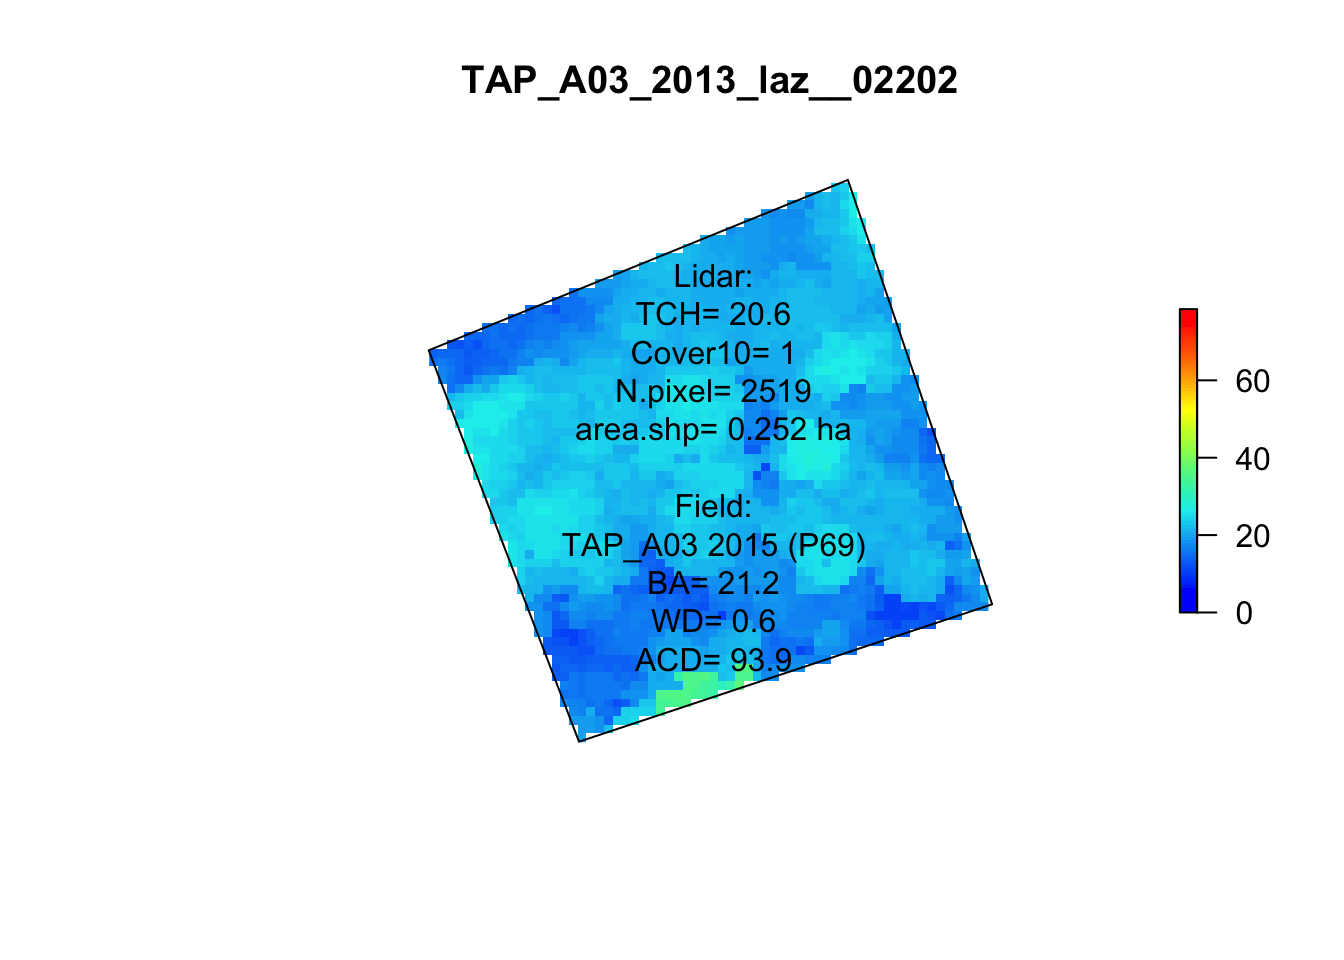 TAP_A03_2013_laz__02202
Lidar:
TCH= 20.6
Cover10= 1
N.pixel= 2519
area.shp= 0.252 ha
Field:
TAP_A03 2015 (P69)
BA= 21.2
WD= 0.6
ACD= 93.9
60
40
20
0